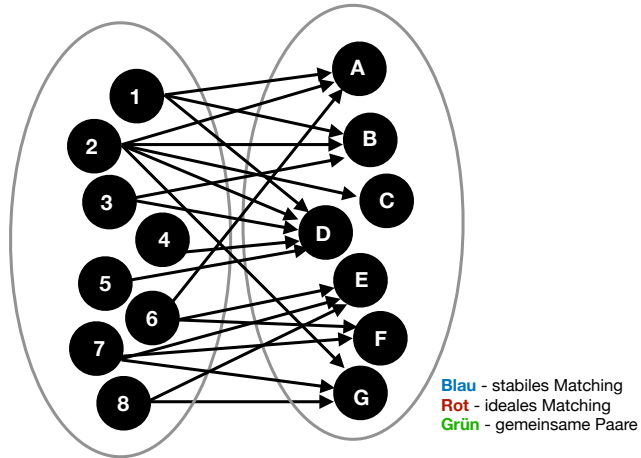 1
2
3
4
5
6
7
8
A
B
C
D
E
F
G
Blau - stabiles Matching
Rot - ideales Matching
Grün - gemeinsame Paare